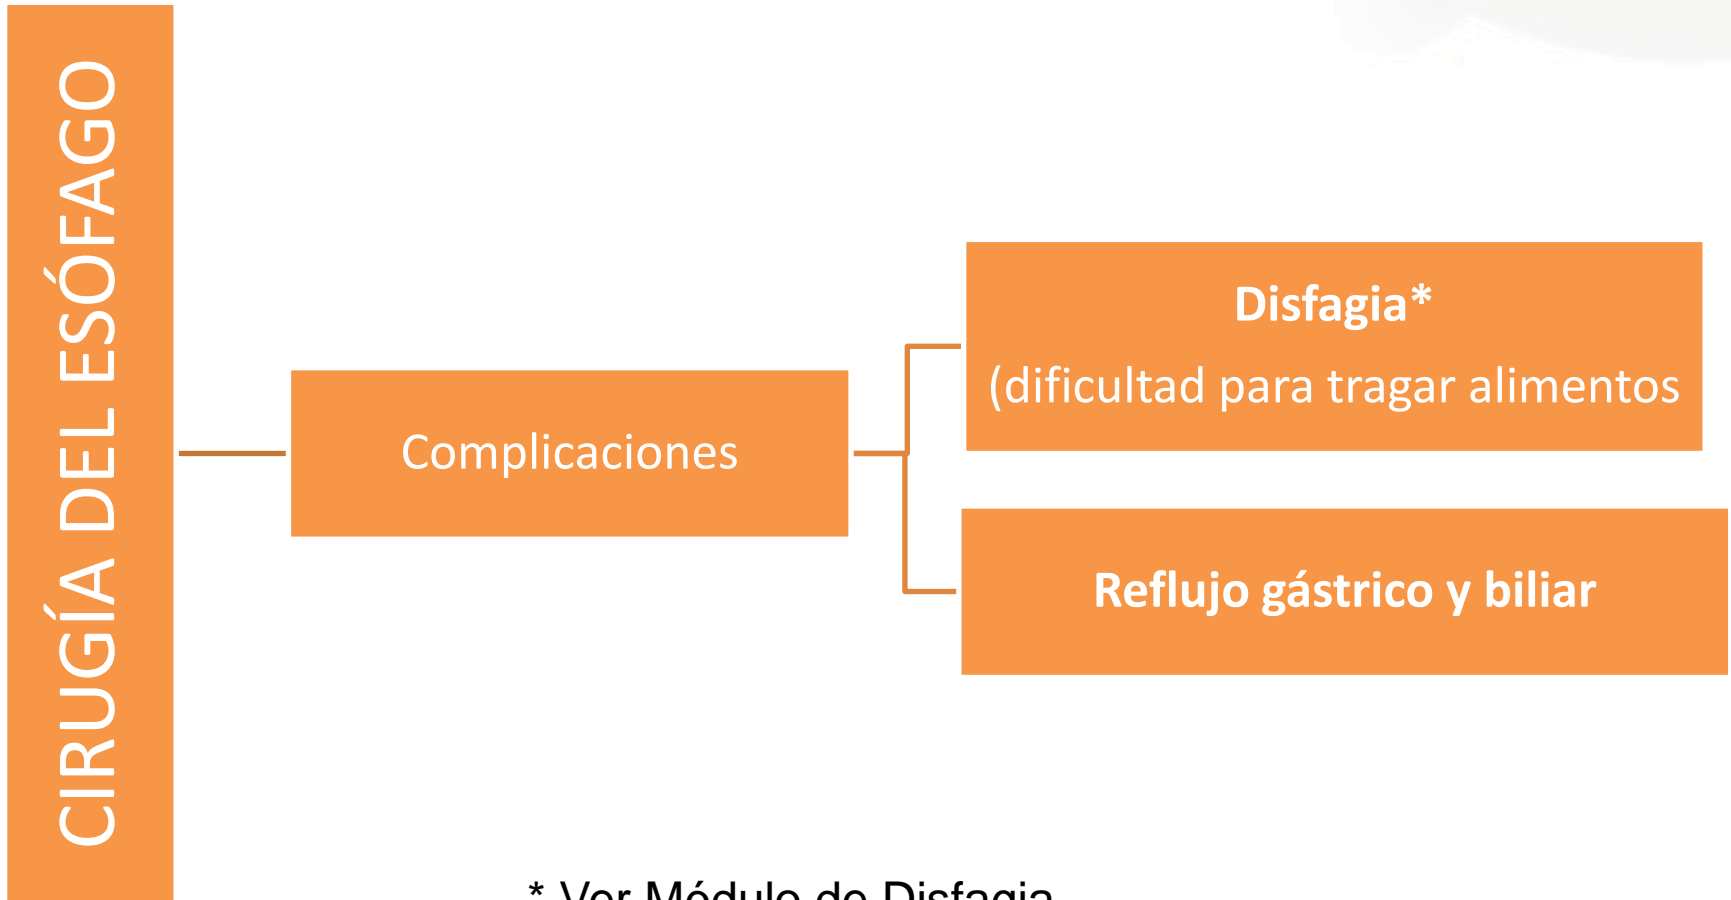 CIRUGÍA DEL ESÓFAGO
Complicaciones
Disfagia*
(dificultad para tragar alimentos
Reflujo gástrico y biliar
* Ver Módulo de Disfagia